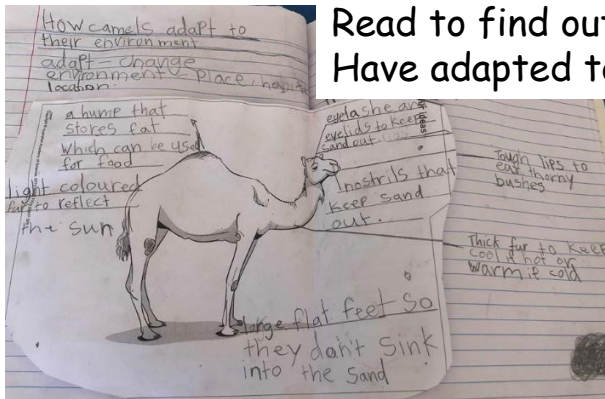 Read to find ou
Have adapted t
How camels adapt to
their environment
adapt - change
environment - Place,
location.
a hump that
stores fat
which can be used
for food
light coloured
fur to reflect
the sun
eyelashe and
eyelids to keep
sand out
nostrils that
keep sand
out.
Tough lips to
eat thorny
bushes
Thick fur to keep
cool if hot or
warm if cold
large flat feet so
they don't sink
into the sand